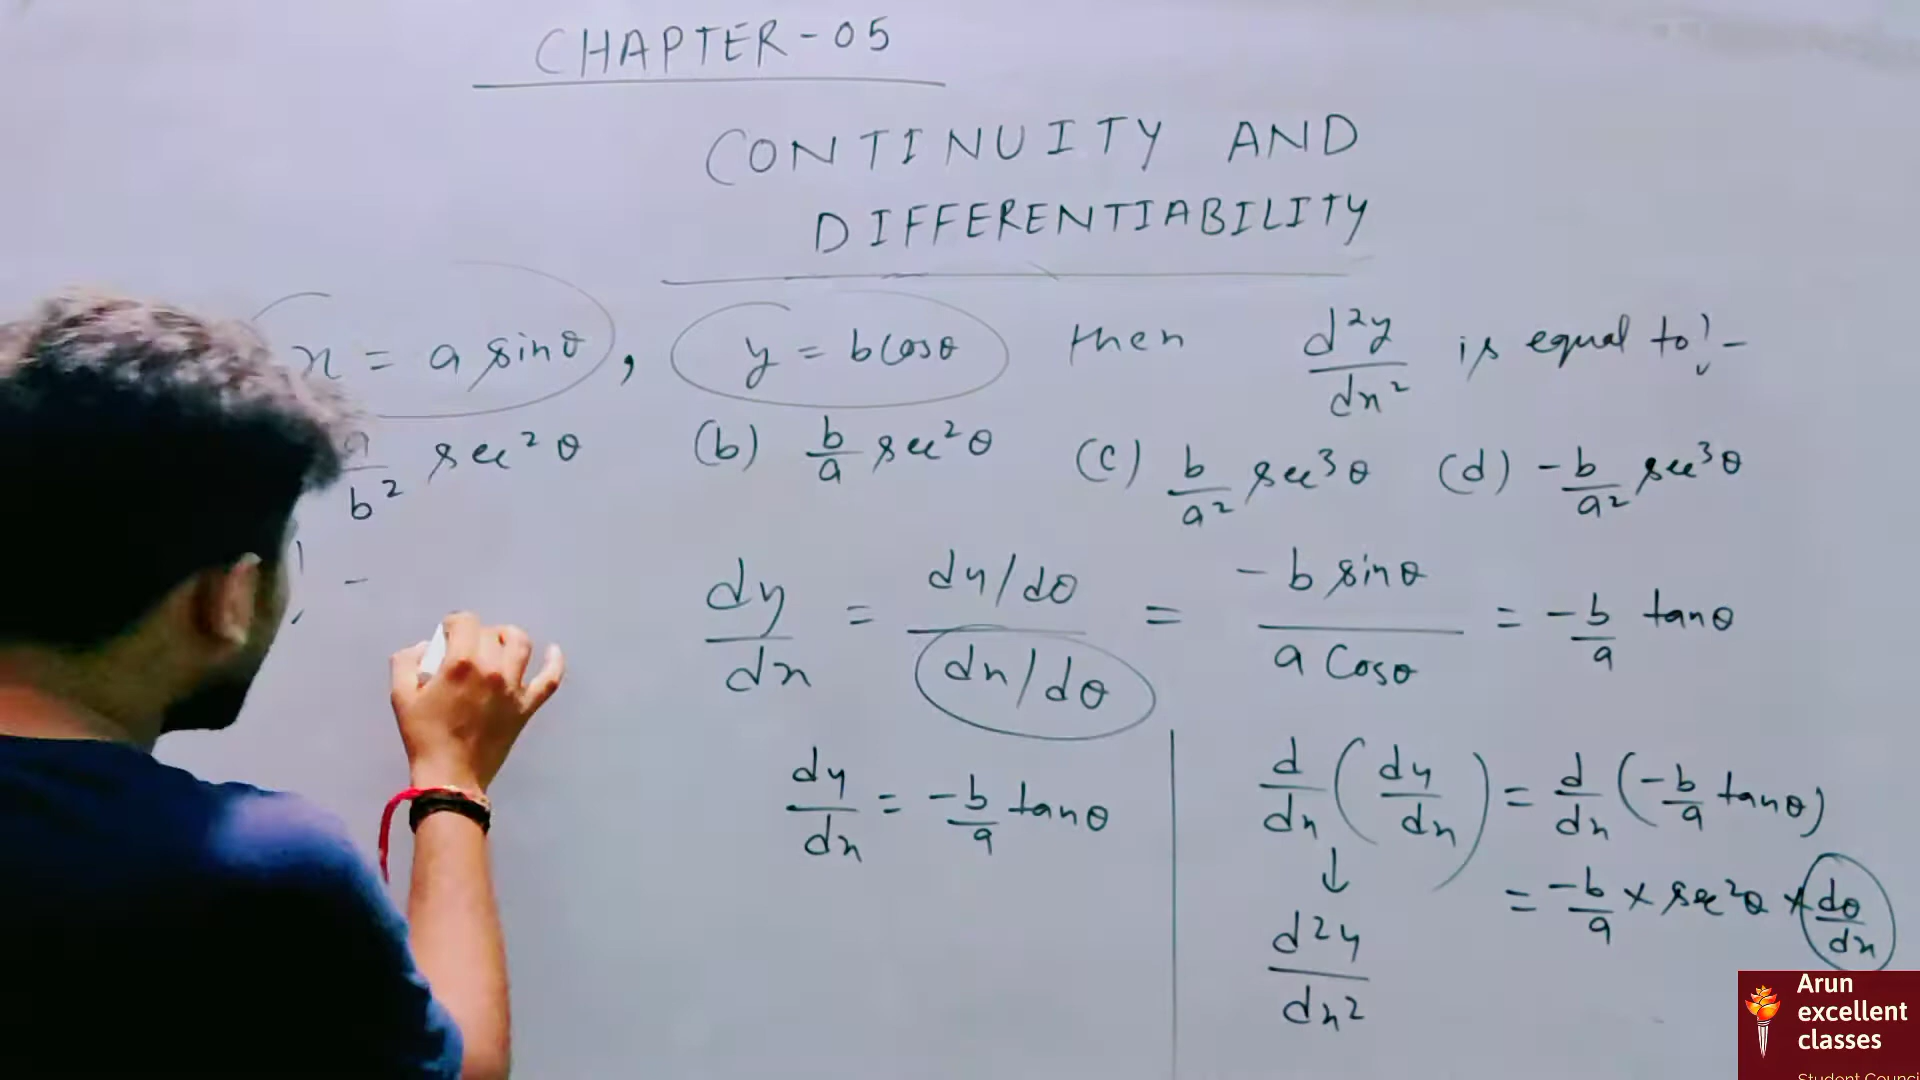 CHAPTER-05
CONTINUITY AND
DIFFERENTIABILITY
x = a sinθ, y = b cosθ then d²y/dx² is equal to :-
a/b² sec²θ (b) b/a sec²θ (c) b/a² sec³θ (d) -b/a² sec³θ
dy/dx = dy/dθ / dx/dθ = -b sinθ / a cosθ = -b/a tanθ
dy/dx = -b/a tanθ
d/dx (dy/dx) = d/dx (-b/a tanθ)
= -b/a × sec²θ × dθ/dx
↓
d²y/dx²
Arun
excellent
classes